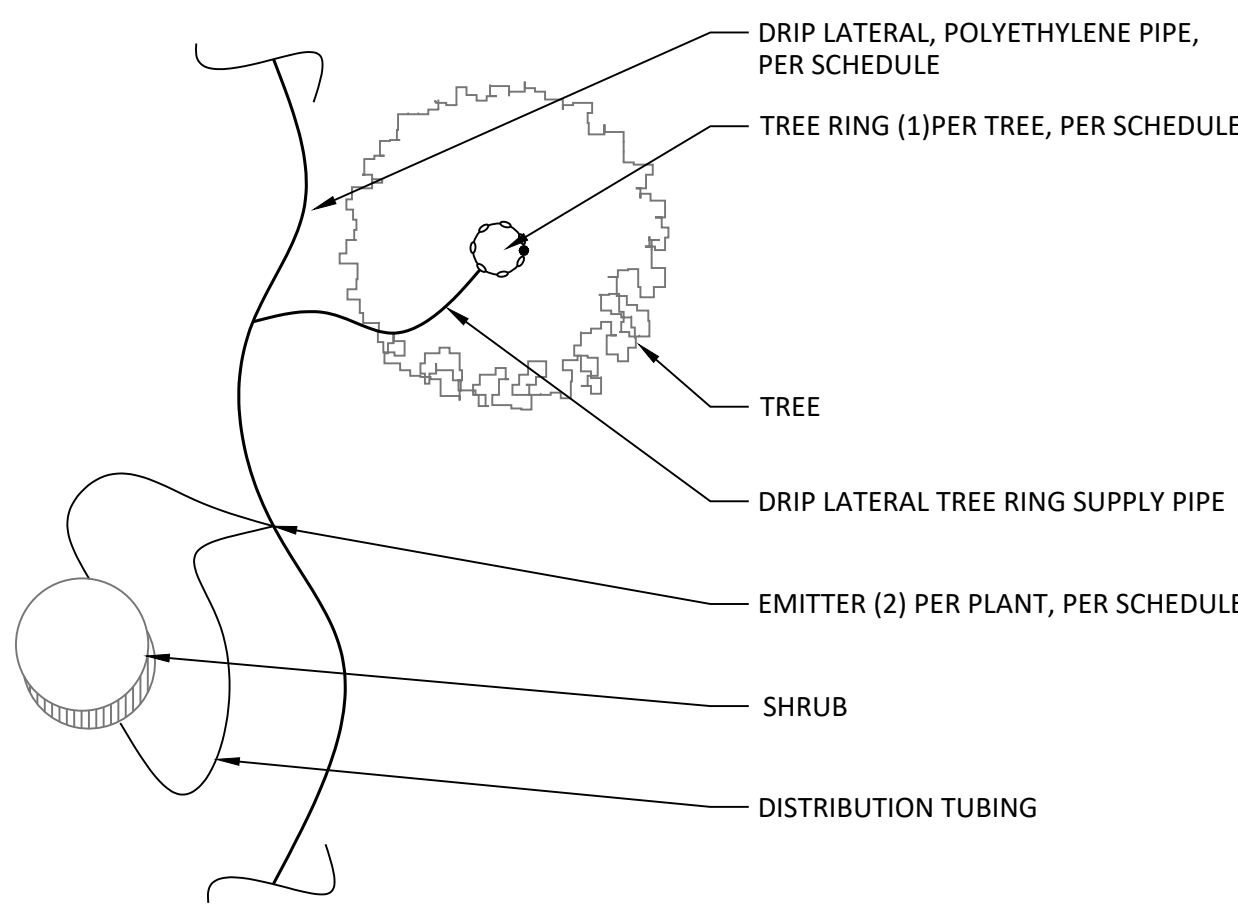 DRIP LATERAL, POLYETHYLENE PIPE,
PER SCHEDULE
TREE RING (1)PER TREE, PER SCHEDULE
TREE
DRIP LATERAL TREE RING SUPPLY PIPE
EMITTER (2) PER PLANT, PER SCHEDULE
SHRUB
DISTRIBUTION TUBING